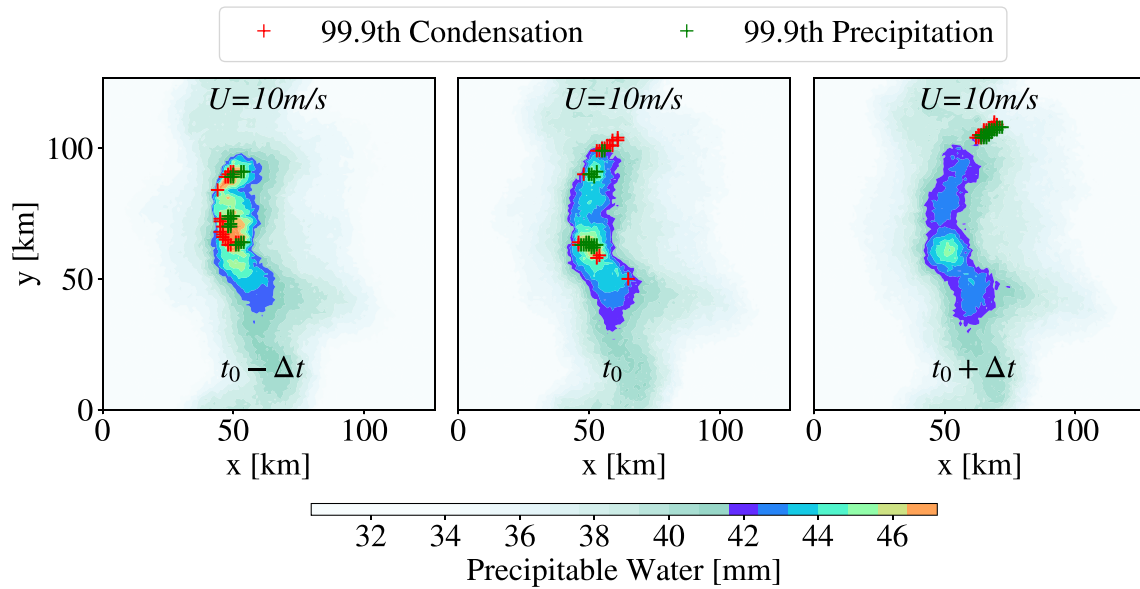 99.9th Condensation 99.9th Precipitation
U=10m/s U=10m/s U=10m/s
100
50
0
y [km]
t₀ − Δt t₀ t₀ + Δt
0 50 100 0 50 100 0 50 100
x [km] x [km] x [km]
32 34 36 38 40 42 44 46
Precipitable Water [mm]